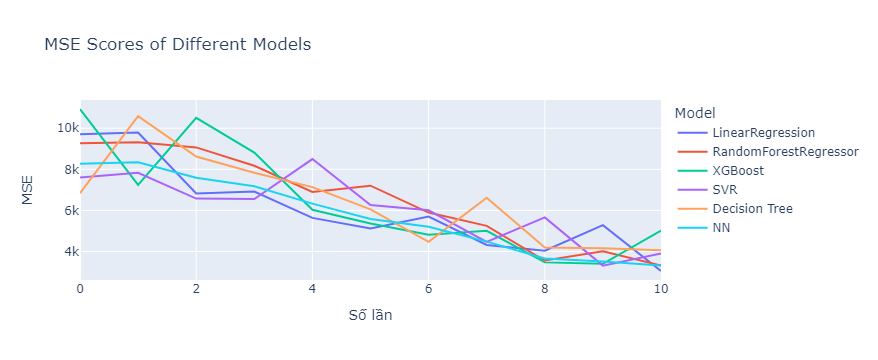 MSE Scores of Different Models
Model
LinearRegression
RandomForestRegressor
XGBoost
SVR
Decision Tree
NN
MSE
10k
8k
6k
4k
0 2 4 6 8 10
Số lần